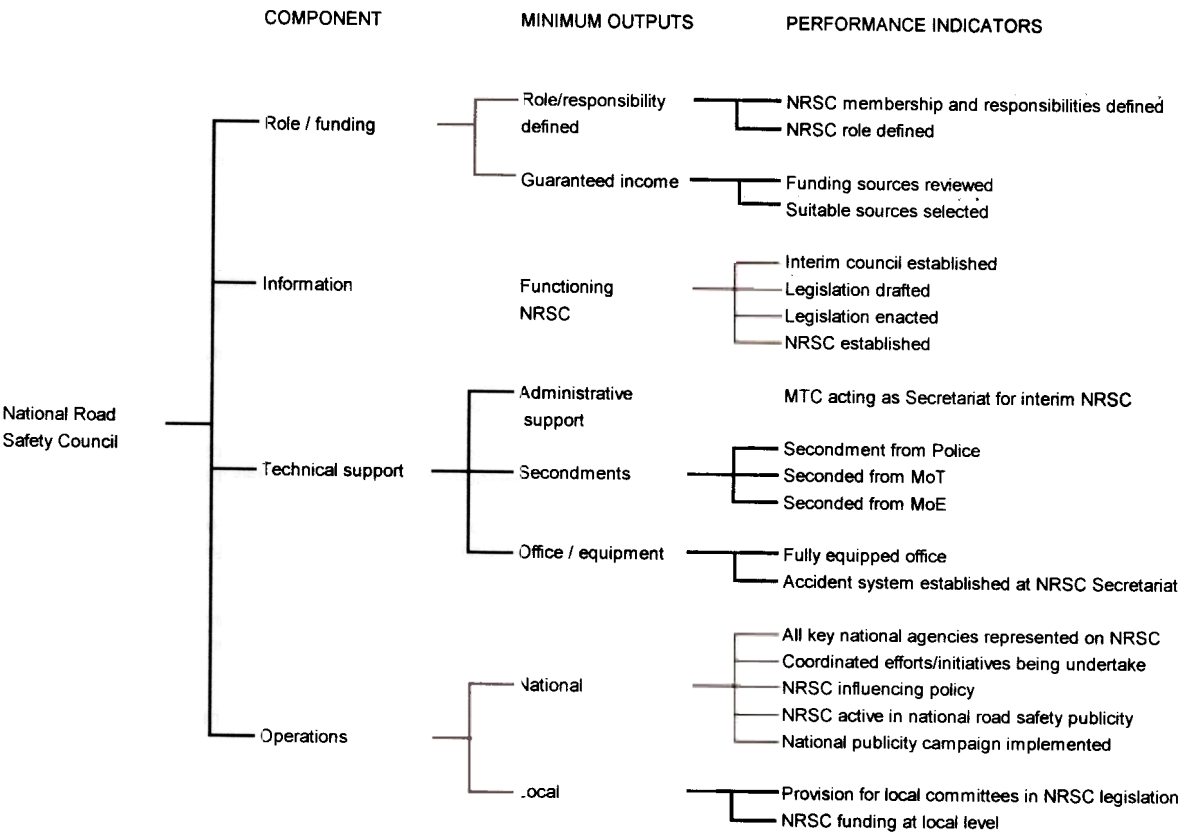 COMPONENT MINIMUM OUTPUTS PERFORMANCE INDICATORS
Role / funding
Role/responsibility
defined
NRSC membership and responsibilities defined
NRSC role defined
Guaranteed income
Funding sources reviewed
Suitable sources selected
Information
Functioning
NRSC
Interim council established
Legislation drafted
Legislation enacted
NRSC established
National Road
Safety Council
Technical support
Administrative
support
MTC acting as Secretariat for interim NRSC
Secondments
Secondment from Police
Seconded from MoT
Seconded from MoE
Office / equipment
Fully equipped office
Accident system established at NRSC Secretariat
Operations
National
All key national agencies represented on NRSC
Coordinated efforts/initiatives being undertake
NRSC influencing policy
NRSC active in national road safety publicity
National publicity campaign implemented
Local
Provision for local committees in NRSC legislation
NRSC funding at local level